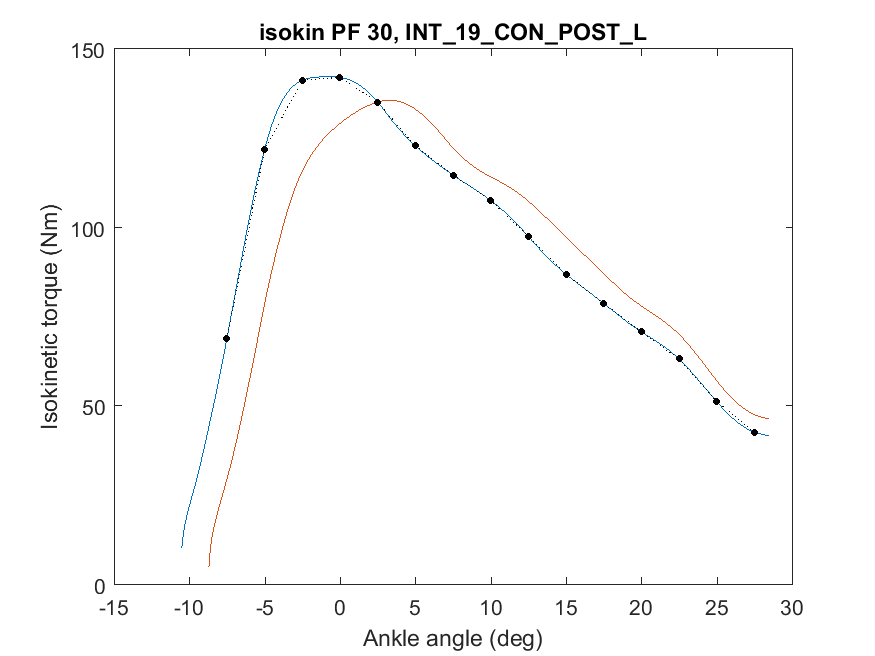 isokin PF 30, INT_19_CON_POST_L
150
100
50
0
-15 -10 -5 0 5 10 15 20 25 30
Isokinetic torque (Nm)
Ankle angle (deg)